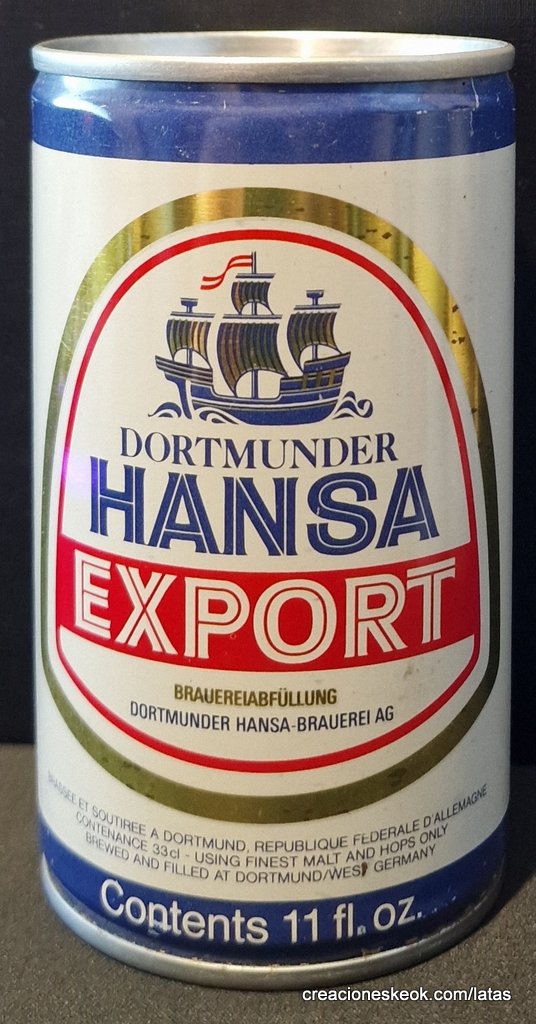 DORTMUNDER
HANSA
EXPORT
BRAUEREIABFÜLLUNG
DORTMUNDER HANSA-BRAUEREI AG
BRASSEE ET SOUTIREE A DORTMUND, REPUBLIQUE FEDERALE D'ALLEMAGNE
CONTENANCE 33cl - USING FINEST MALT AND HOPS ONLY
BREWED AND FILLED AT DORTMUND/WEST GERMANY
Contents 11 fl. oz.
creacioneskeok.com/latas